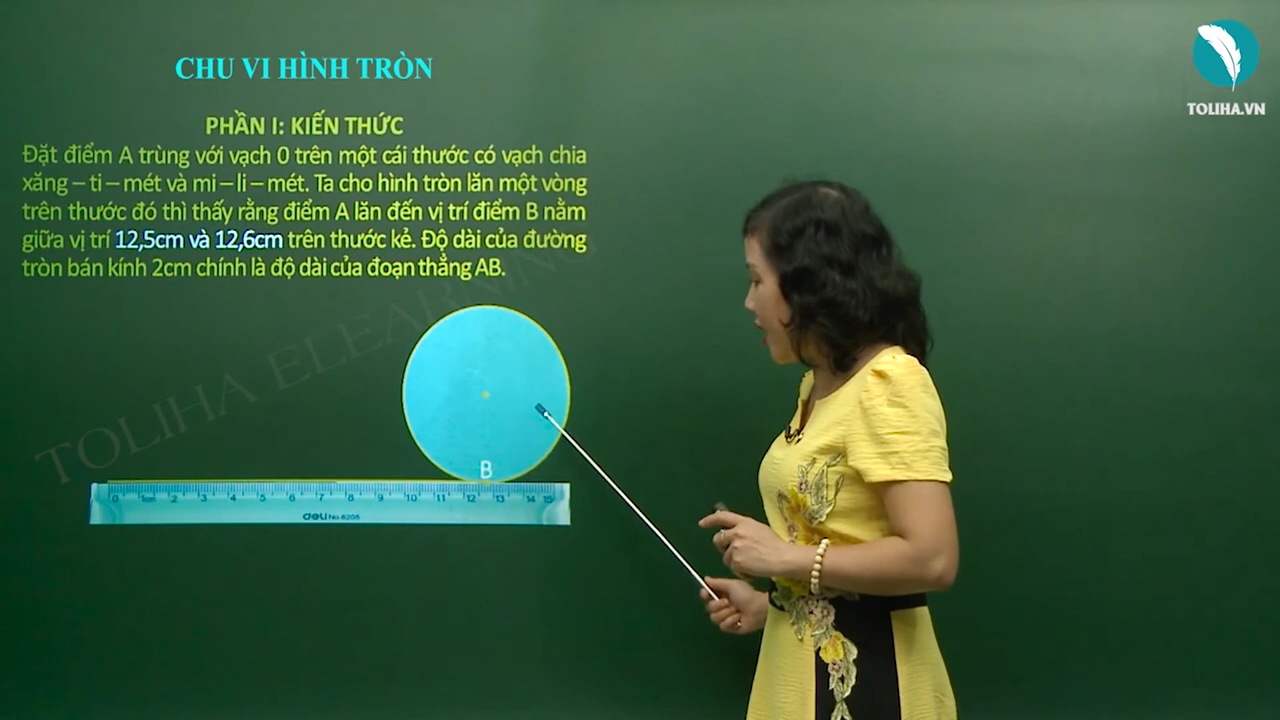 CHU VI HÌNH TRÒN
TOLIHA.VN
PHẦN I: KIẾN THỨC
Đặt điểm A trùng với vạch 0 trên một cái thước có vạch chia
xăng – ti – mét và mi – li – mét. Ta cho hình tròn lăn một vòng
trên thước đó thì thấy rằng điểm A lăn đến vị trí điểm B nằm
giữa vị trí 12,5cm và 12,6cm trên thước kẻ. Độ dài của đường
tròn bán kính 2cm chính là độ dài của đoạn thẳng AB.
TOLIHA ELEARNING
B
0 1cm 2 3 4 5 6 7 8 9 10 11 12 13 14 15
deli No.6205